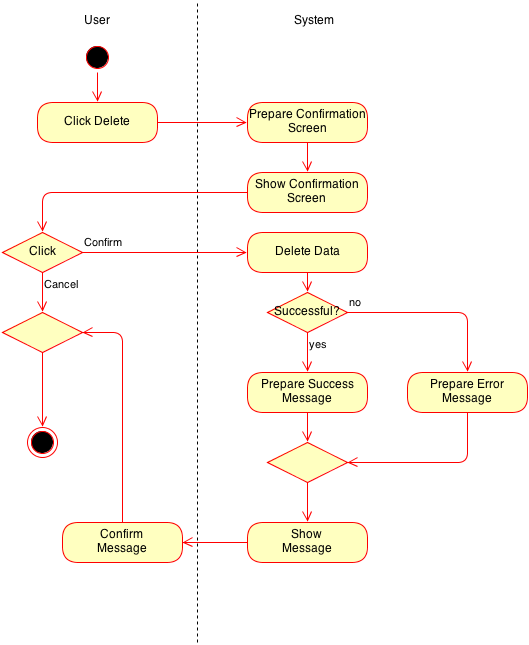 User
System
Click Delete
Prepare Confirmation
Screen
Show Confirmation
Screen
Click
Confirm
Delete Data
Cancel
Successful?
no
yes
Prepare Success
Message
Prepare Error
Message
Confirm
Message
Show
Message